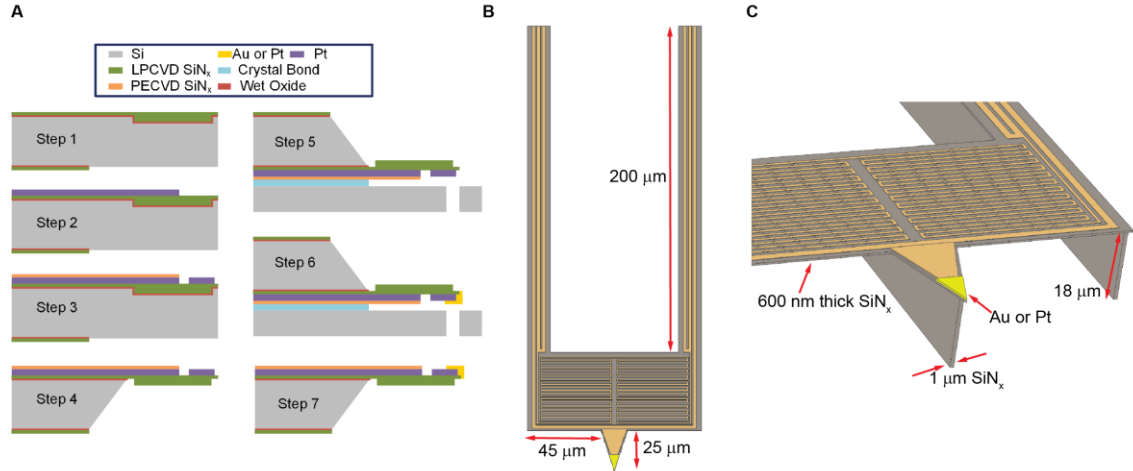 A
Si
Au or Pt
Pt
LPCVD SiNₓ
Crystal Bond
PECVD SiNₓ
Wet Oxide
Step 1
Step 2
Step 3
Step 4
Step 5
Step 6
Step 7
B
200 μm
45 μm
25 μm
C
600 nm thick SiNₓ
18 μm
Au or Pt
1 μm SiNₓ